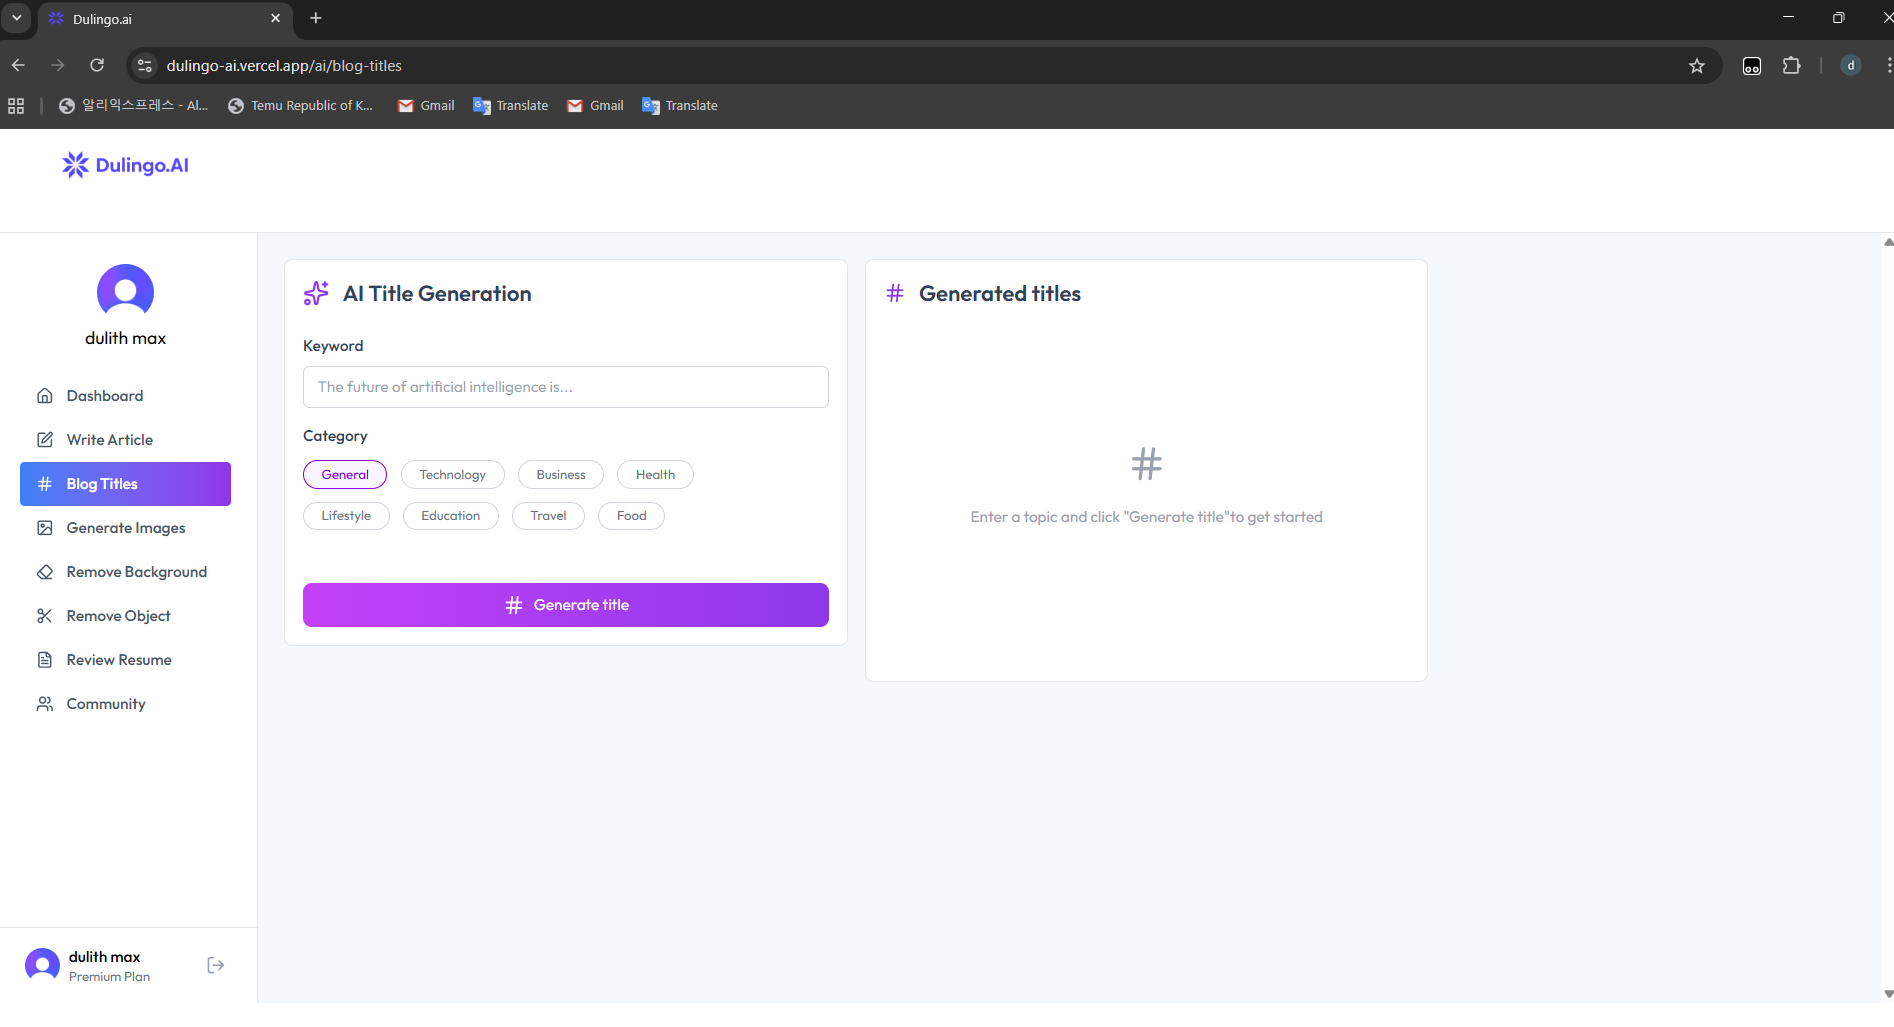 Dulingo.ai
dulingo-ai.vercel.app/ai/blog-titles
d
알리익스프레스 - Al...
Temu Republic of K...
Gmail
Translate
Gmail
Translate
Dulingo.AI
dulith max
Dashboard
Write Article
Blog Titles
Generate Images
Remove Background
Remove Object
Review Resume
Community
dulith max
Premium Plan
AI Title Generation
Keyword
The future of artificial intelligence is...
Category
General Technology Business Health
Lifestyle Education Travel Food
# Generate title
# Generated titles
#
Enter a topic and click "Generate title"to get started